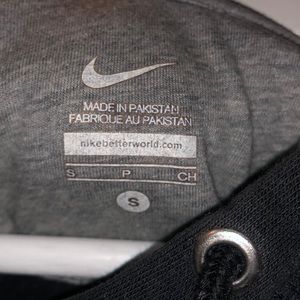 MADE IN PAKISTAN
FABRIQUE AU PAKISTAN
nikebetterworld.com
S P CH
S